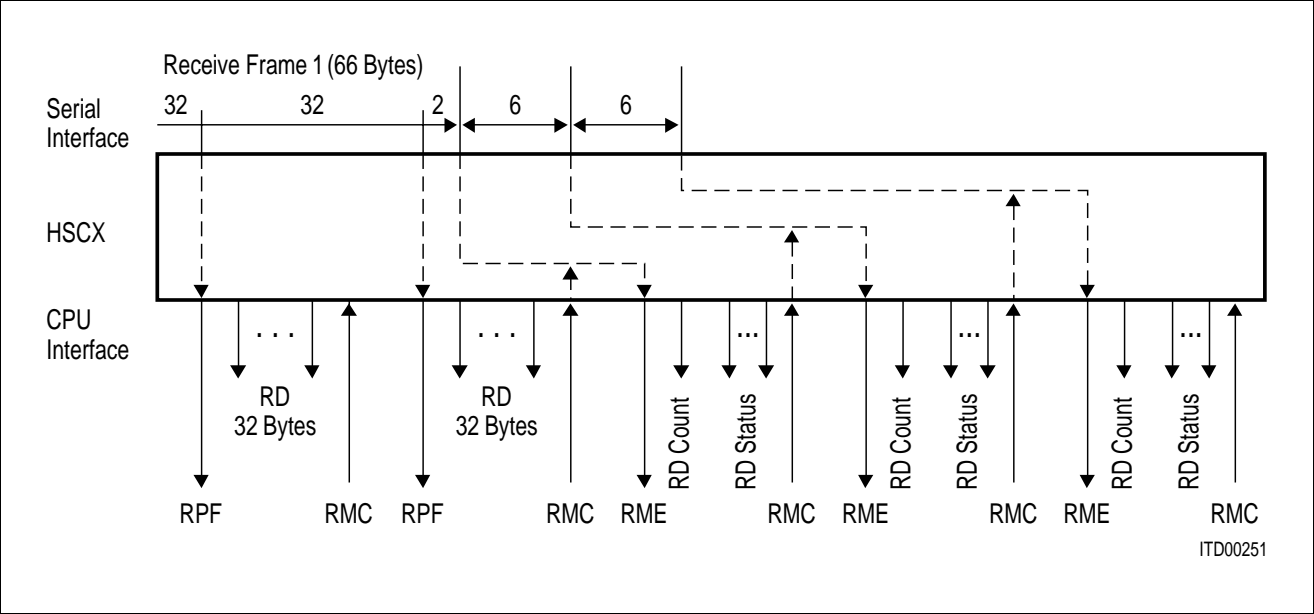 Receive Frame 1 (66 Bytes)
Serial
Interface
32 32 2 6 6
HSCX
CPU
Interface
. . . . . . ... ... ...
RD
32 Bytes
RD
32 Bytes
RD Count
RD Status
RD Count
RD Status
RD Count
RD Status
RPF RMC RPF RMC RME RMC RME RMC RME RMC
ITD00251